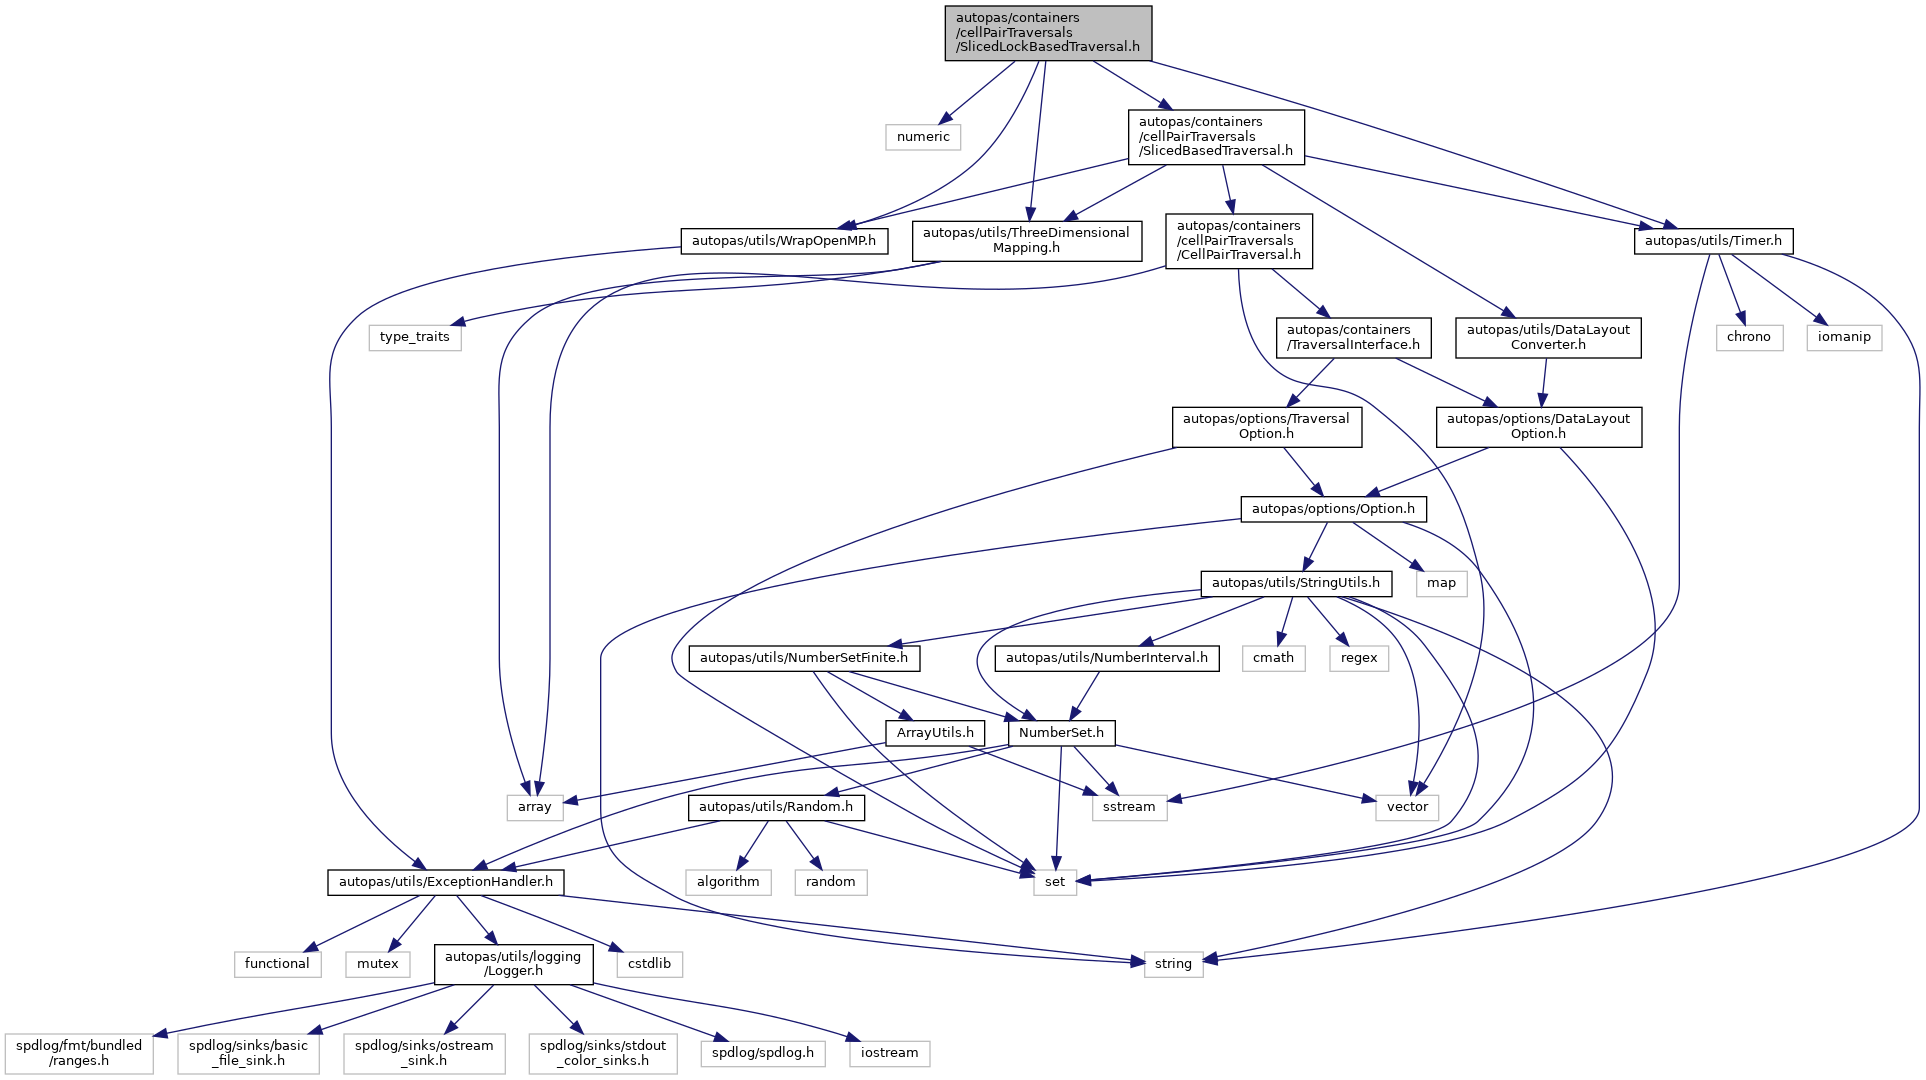 autopas/containers
/cellPairTraversals
/SlicedLockBasedTraversal.h
numeric
autopas/containers
/cellPairTraversals
/SlicedBasedTraversal.h
autopas/utils/WrapOpenMP.h
autopas/utils/ThreeDimensional
Mapping.h
autopas/containers
/cellPairTraversals
/CellPairTraversal.h
autopas/utils/Timer.h
type_traits
autopas/containers
/TraversalInterface.h
autopas/utils/DataLayout
Converter.h
chrono
iomanip
autopas/options/Traversal
Option.h
autopas/options/DataLayout
Option.h
autopas/options/Option.h
autopas/utils/StringUtils.h
map
autopas/utils/NumberSetFinite.h
autopas/utils/NumberInterval.h
cmath
regex
ArrayUtils.h
NumberSet.h
array
autopas/utils/Random.h
sstream
vector
autopas/utils/ExceptionHandler.h
algorithm
random
set
functional
mutex
autopas/utils/logging
/Logger.h
cstdlib
string
spdlog/fmt/bundled
/ranges.h
spdlog/sinks/basic
_file_sink.h
spdlog/sinks/ostream
_sink.h
spdlog/sinks/stdout
_color_sinks.h
spdlog/spdlog.h
iostream